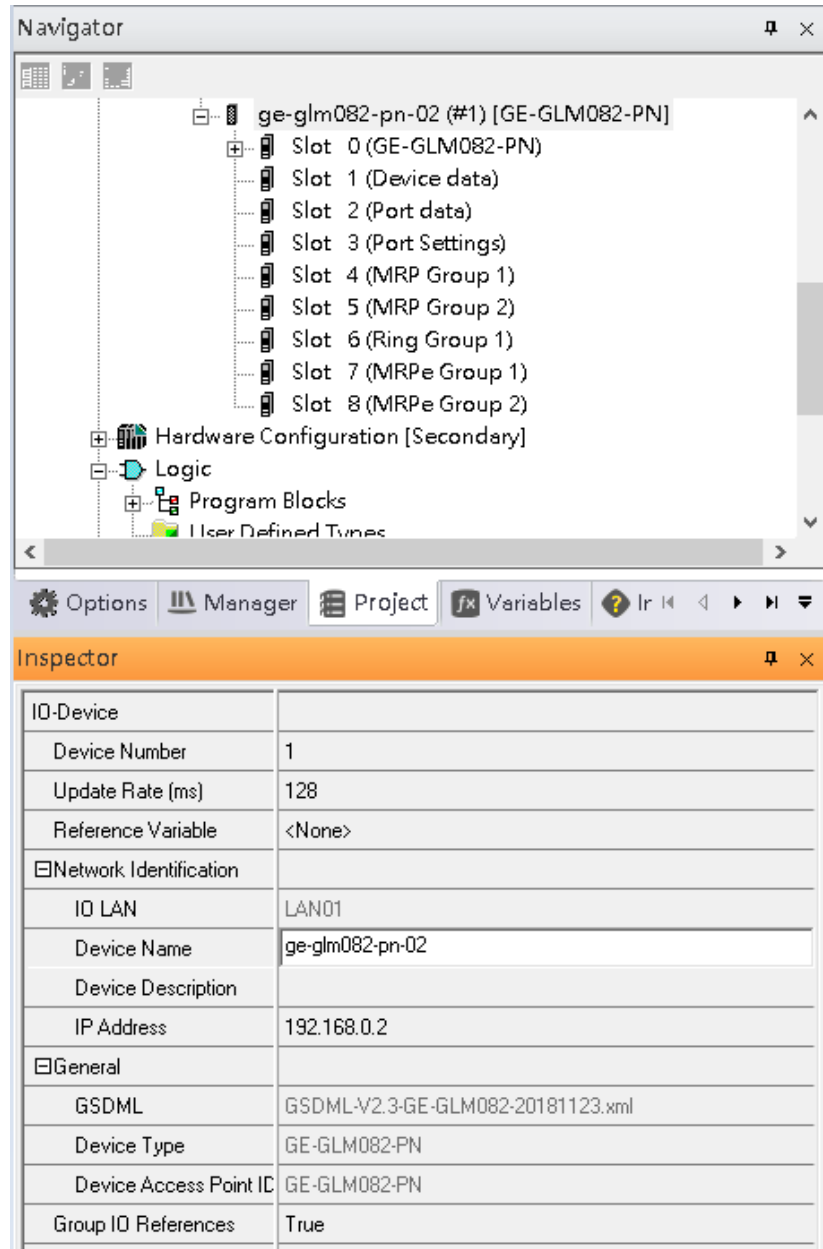 Navigator
ge-glm082-pn-02 (#1) [GE-GLM082-PN]
Slot 0 (GE-GLM082-PN)
Slot 1 (Device data)
Slot 2 (Port data)
Slot 3 (Port Settings)
Slot 4 (MRP Group 1)
Slot 5 (MRP Group 2)
Slot 6 (Ring Group 1)
Slot 7 (MRPe Group 1)
Slot 8 (MRPe Group 2)
Hardware Configuration [Secondary]
Logic
Program Blocks
User Defined Types
Options Manager Project Variables Ir
Inspector
IO-Device
Device Number 1
Update Rate (ms) 128
Reference Variable <None>
Network Identification
IO LAN LAN01
Device Name ge-glm082-pn-02
Device Description
IP Address 192.168.0.2
General
GSDML GSDML-V2.3-GE-GLM082-20181123.xml
Device Type GE-GLM082-PN
Device Access Point ID GE-GLM082-PN
Group IO References True